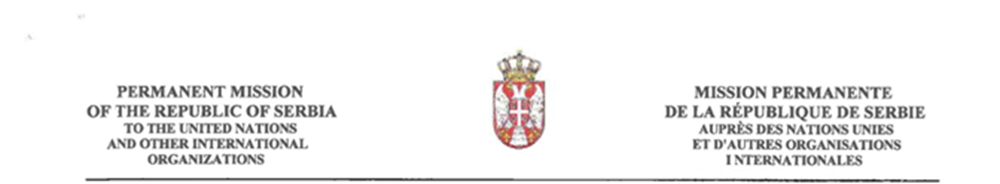 PERMANENT MISSION
OF THE REPUBLIC OF SERBIA
TO THE UNITED NATIONS
AND OTHER INTERNATIONAL
ORGANIZATIONS
MISSION PERMANENTE
DE LA RÉPUBLIQUE DE SERBIE
AUPRÈS DES NATIONS UNIES
ET D'AUTRES ORGANISATIONS
I NTERNATIONALES